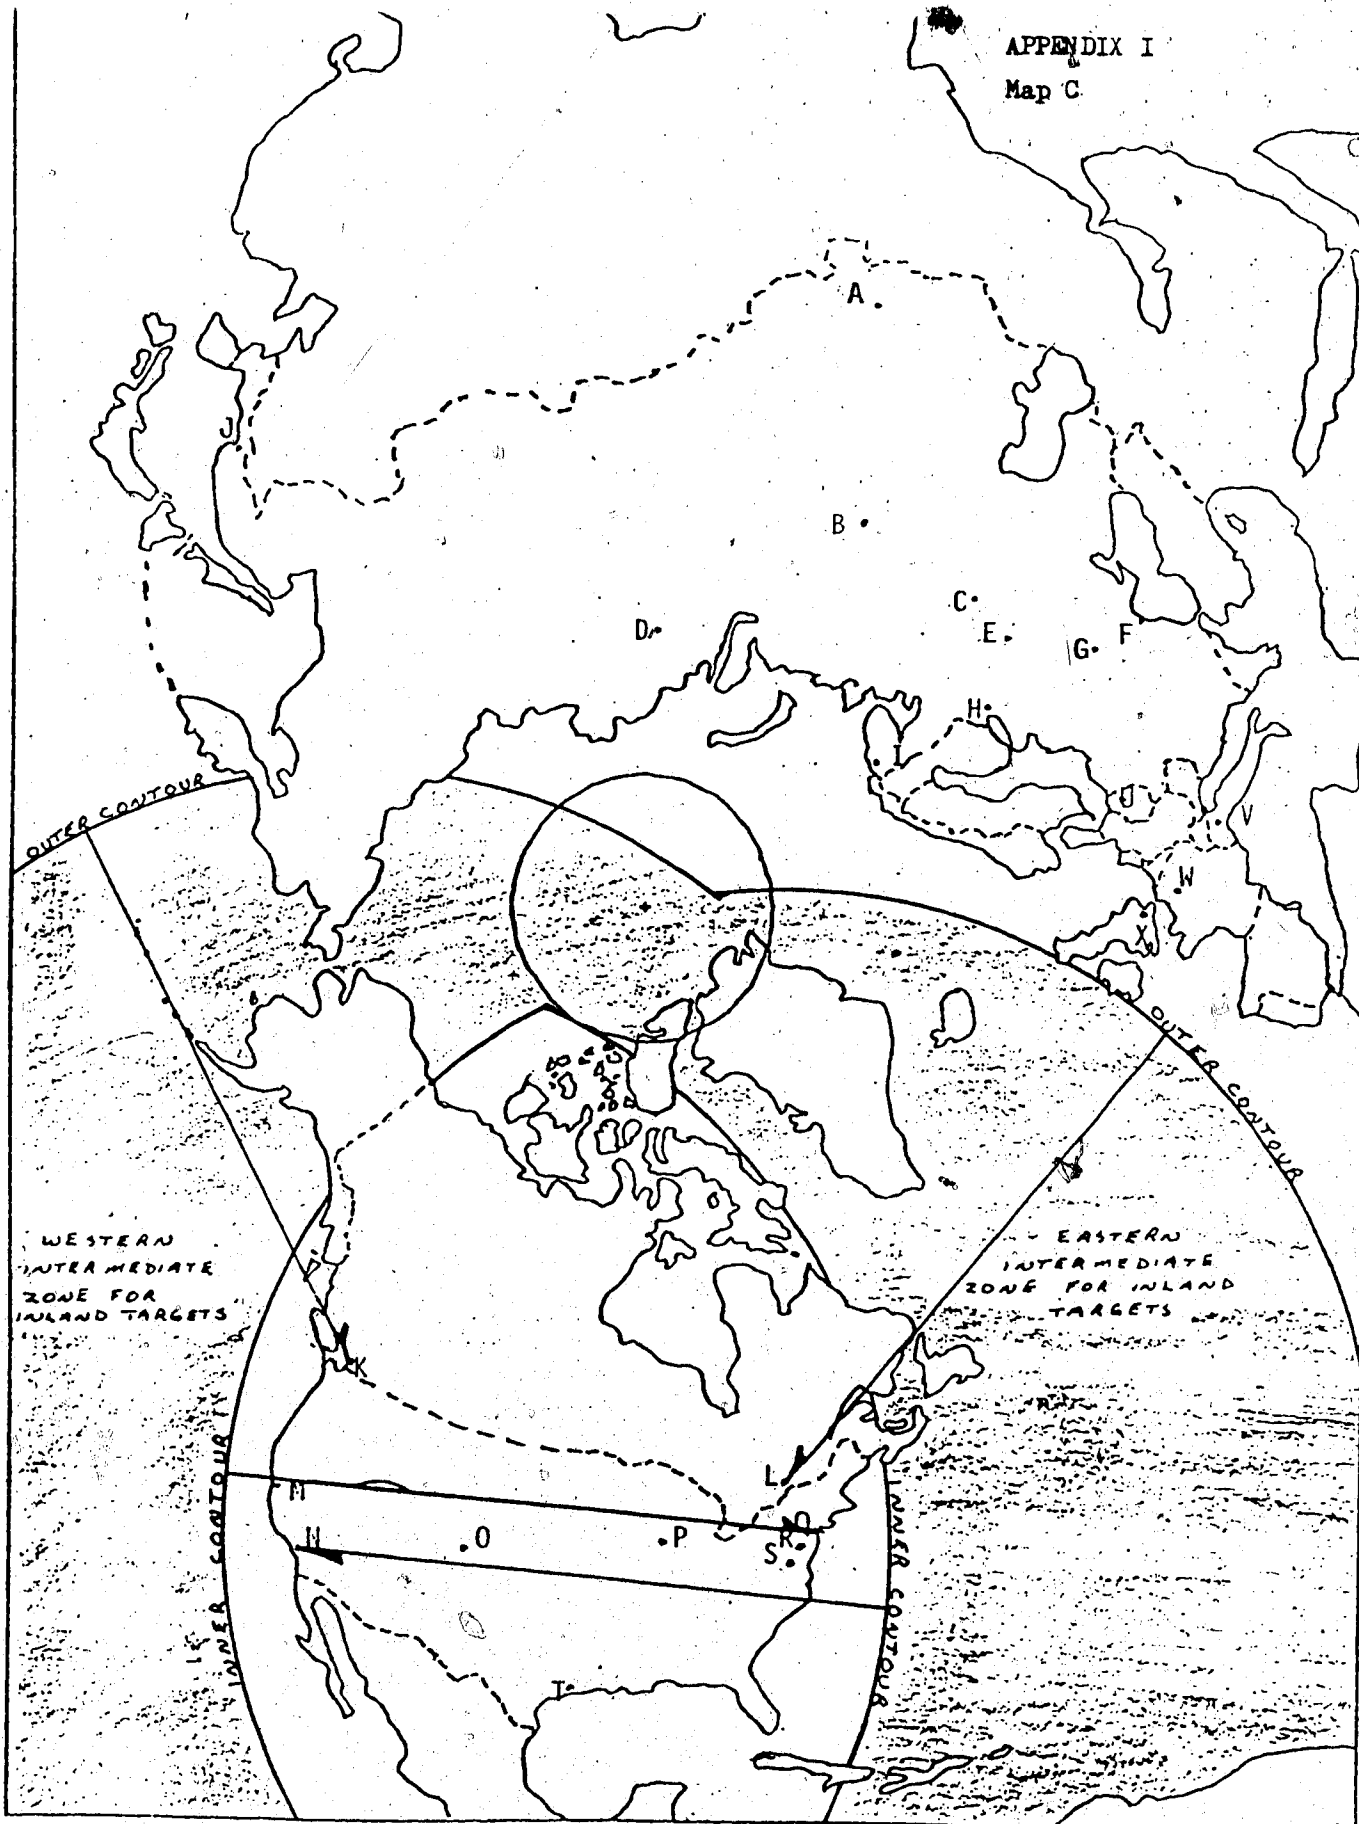 APPENDIX I
Map C
A
J
B
C
D
E
F
G
H
I
U
V
OUTER CONTOUR
W
X
OUTER CONTOUR
WESTERN
INTERMEDIATE
ZONE FOR
INLAND TARGETS
EASTERN
INTERMEDIATE
ZONE FOR INLAND
TARGETS
K
L
M
N
O
P
Q
R
S
INNER CONTOUR
INNER CONTOUR
T